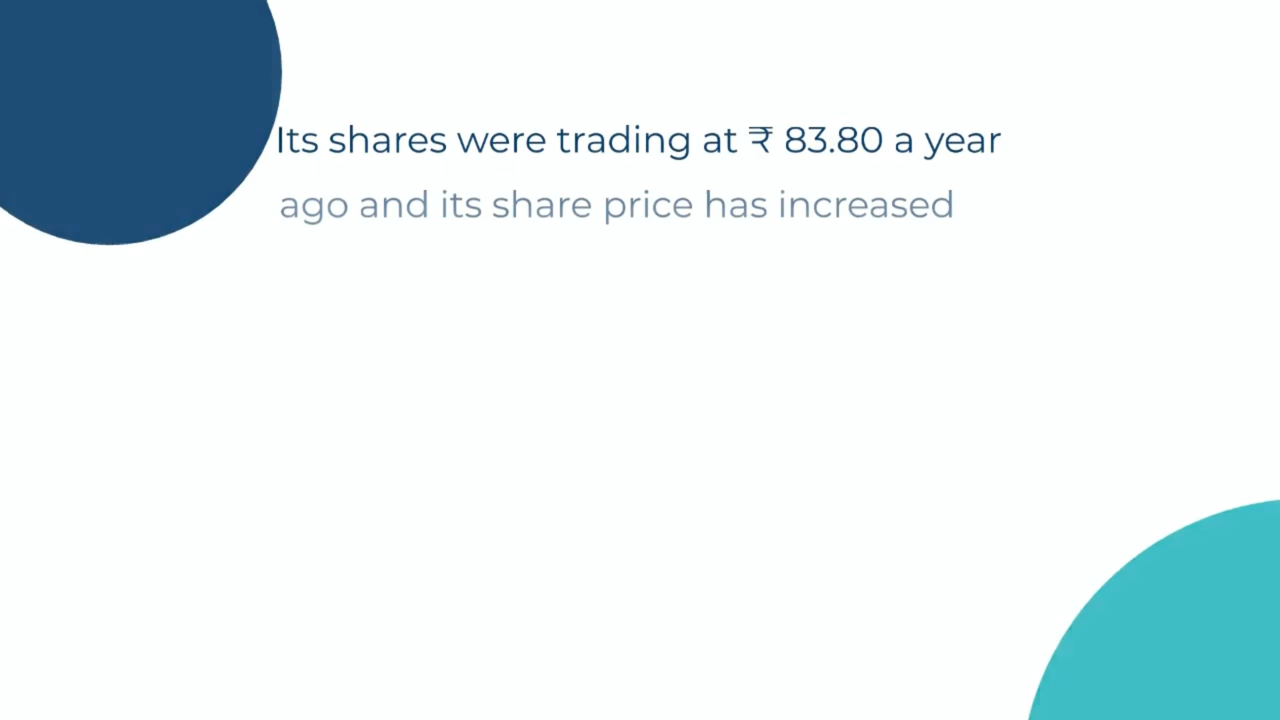 Its shares were trading at ₹ 83.80 a year
ago and its share price has increased